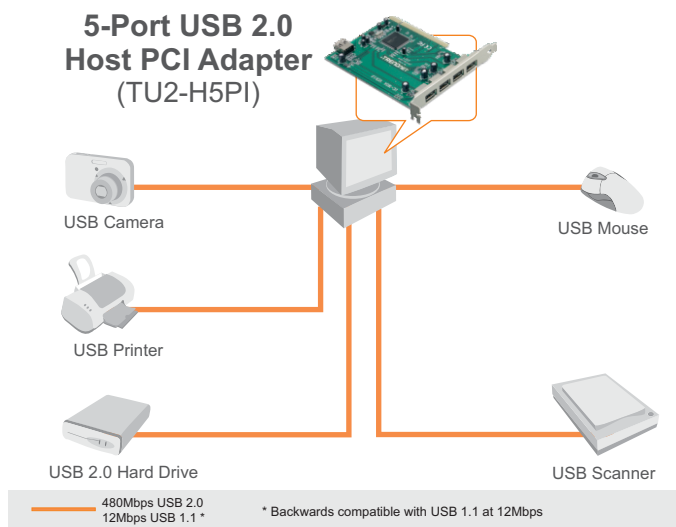 5-Port USB 2.0
Host PCI Adapter
(TU2-H5PI)
USB Camera
USB Mouse
USB Printer
USB 2.0 Hard Drive
USB Scanner
480Mbps USB 2.0
12Mbps USB 1.1 *
* Backwards compatible with USB 1.1 at 12Mbps